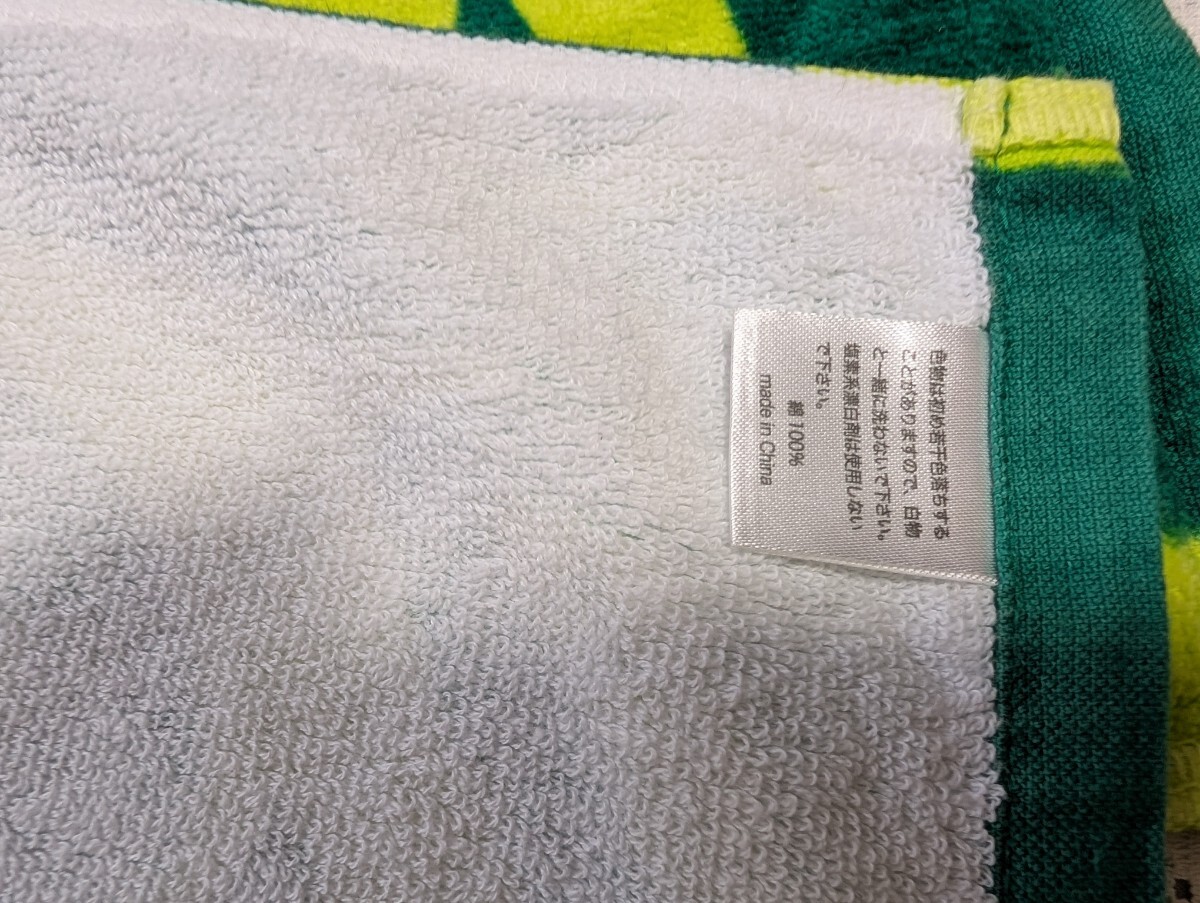 色物は初め若干色落ちする
ことがありますので、白物
と一緒に洗わないで下さい。
塩素系漂白剤は使用しない
で下さい。
綿100%
made in China